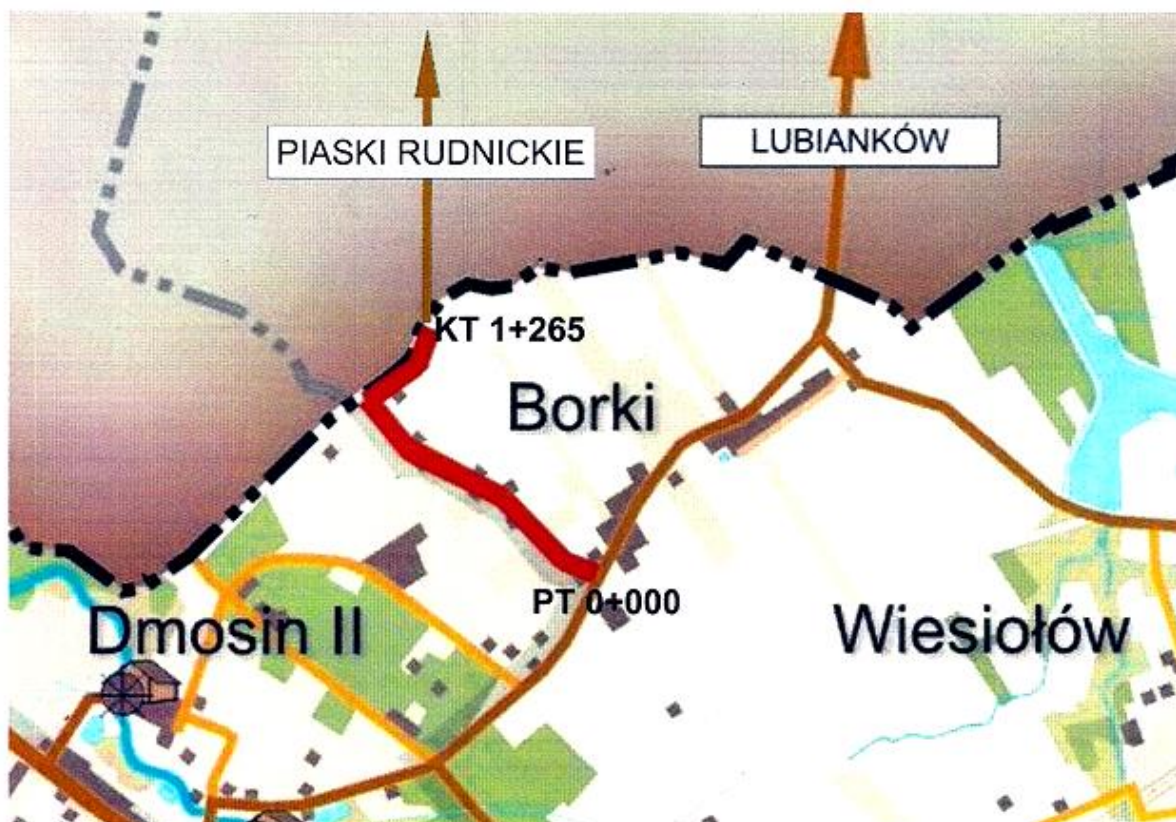 PIASKI RUDNICKIE
LUBIANKÓW
KT 1+265
Borki
PT 0+000
Dmosin II
Wiesiołów